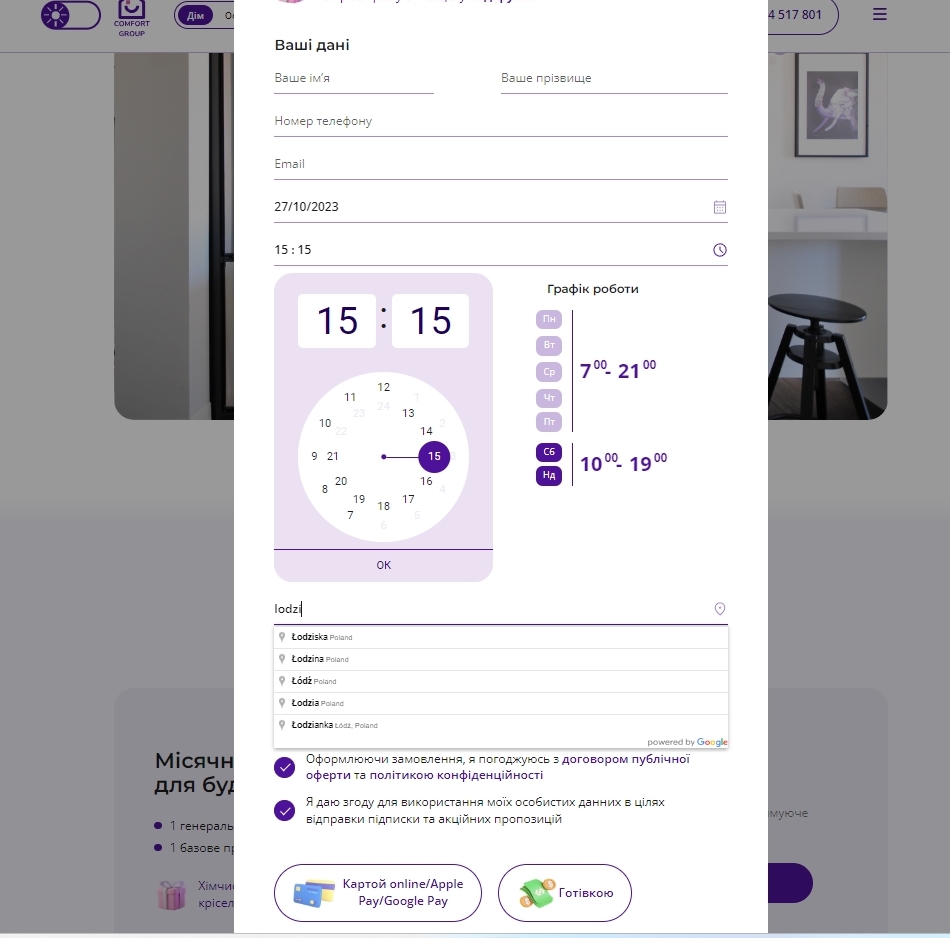 COMFORT
GROUP
Дім
4 517 801
Ваші дані
Ваше ім’я
Ваше прізвище
Номер телефону
Email
27/10/2023
15 : 15
15 : 15
Графік роботи
12
11
1
23
24
13
10
2
22
14
9 21
15
20
16
8
4
19
18
17
7
6
5
Пн
Вт
Ср
Чт
Пт
7 00 - 21 00
Сб
Нд
10 00 - 19 00
OK
lodzi
Łodziska Poland
Łodzina Poland
Łódź Poland
Łodzia Poland
Łodzianka Łódź, Poland
powered by Google
Оформлюючи замовлення, я погоджуюсь з договором публічної
оферти та політикою конфіденційності
Я даю згоду для використання моїх особистих данних в цілях
відправки підписки та акційних пропозицій
Картой online/Apple
Pay/Google Pay
Готівкою
Місячн
для буд
1 генераль
1 базове пр
Хімчис
крісел